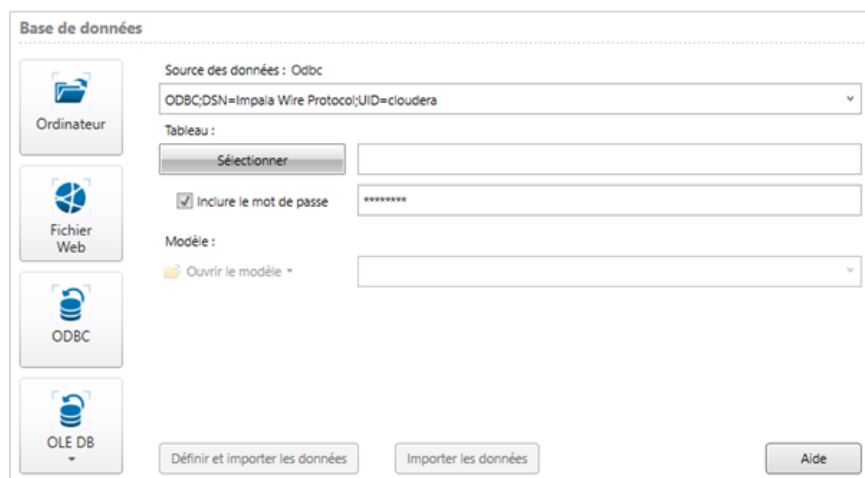 Base de données
Ordinateur
Fichier
Web
ODBC
OLE DB
Source des données : Odbc
ODBC;DSN=Impala Wire Protocol;UID=cloudera
Tableau :
Sélectionner
Inclure le mot de passe
********
Modèle :
Ouvrir le modèle
Définir et importer les données
Importer les données
Aide